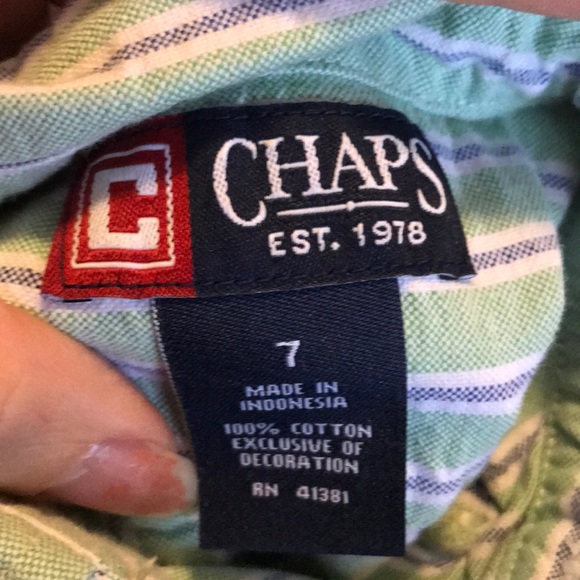 C
CHAPS
EST. 1978
7
MADE IN
INDONESIA
100% COTTON
EXCLUSIVE OF
DECORATION
RN 41381